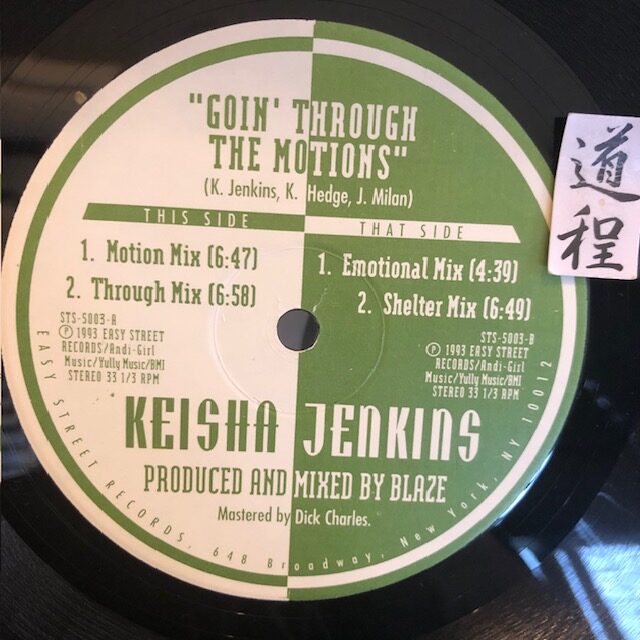 "GOIN' THROUGH
THE MOTIONS"
(K. Jenkins, K. Hedge, J. Milan)
THIS SIDE
1. Motion Mix (6:47)
2. Through Mix (6:58)
STS-5003-A
Ⓟ 1993 EASY STREET
RECORDS/Andi-Girl
Music/Yully Music/BMI
STEREO 33 1/3 RPM
THAT SIDE
1. Emotional Mix (4:39)
2. Shelter Mix (6:49)
STS-5003-B
Ⓟ 1993 EASY STREET
RECORDS/Andi-Girl
Music/Yully Music/BMI
STEREO 33 1/3 RPM
KEISHA JENKINS
PRODUCED AND MIXED BY BLAZE
Mastered by Dick Charles.
EASY STREET RECORDS, 648 Broadway, New York, NY 10012
道程